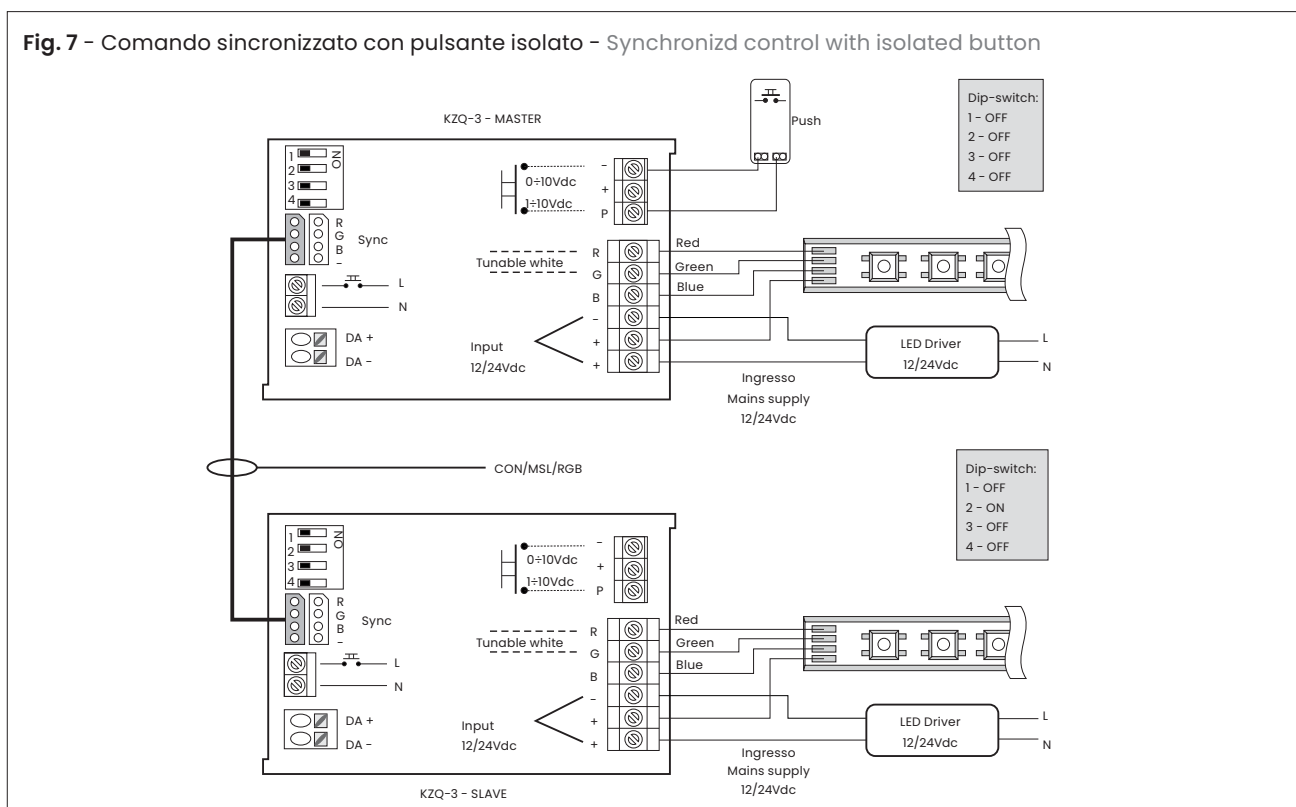 Fig. 7 - Comando sincronizzato con pulsante isolato - Synchronizd control with isolated button
KZQ-3 - MASTER
Push
Dip-switch:
1 - OFF
2 - OFF
3 - OFF
4 - OFF
1
2
3
4
ON
R
G
B
-
Sync
L
N
DA +
DA -
0÷10Vdc
1÷10Vdc
-
+
P
Tunable white
R
G
B
-
+
+
Input
12/24Vdc
Red
Green
Blue
Ingresso
Mains supply
12/24Vdc
LED Driver
12/24Vdc
L
N
CON/MSL/RGB
Dip-switch:
1 - OFF
2 - ON
3 - OFF
4 - OFF
1
2
3
4
ON
R
G
B
-
Sync
L
N
DA +
DA -
0÷10Vdc
1÷10Vdc
-
+
P
Tunable white
R
G
B
-
+
+
Input
12/24Vdc
Red
Green
Blue
Ingresso
Mains supply
12/24Vdc
LED Driver
12/24Vdc
L
N
KZQ-3 - SLAVE